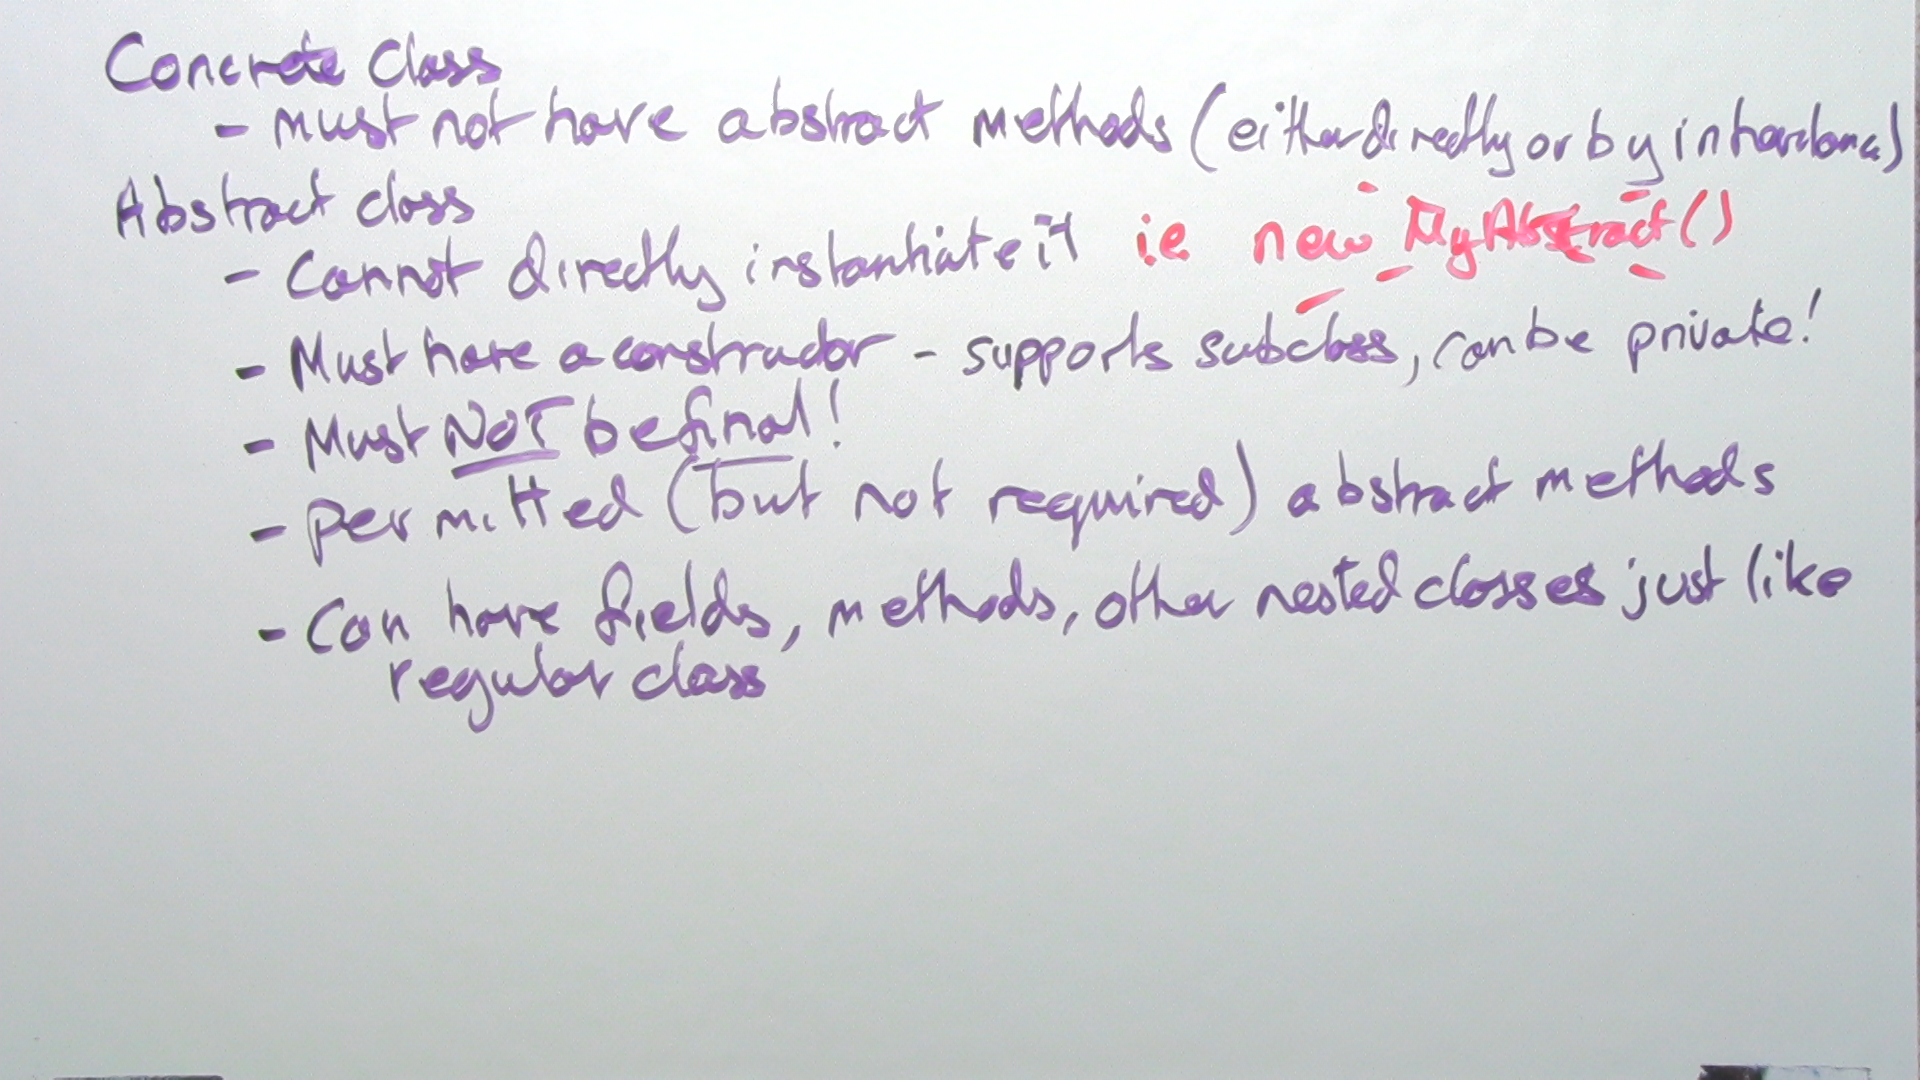 Concrete Class
- must not have abstract methods (either directly or by inheritance)
Abstract class
- Cannot directly instantiate it i.e. new MyAbstract()
- Must have a constructor - supports subclass, can be private!
- Must NOT be final!
- permitted (but not required) abstract methods
- Can have fields, methods, other nested classes just like
regular class